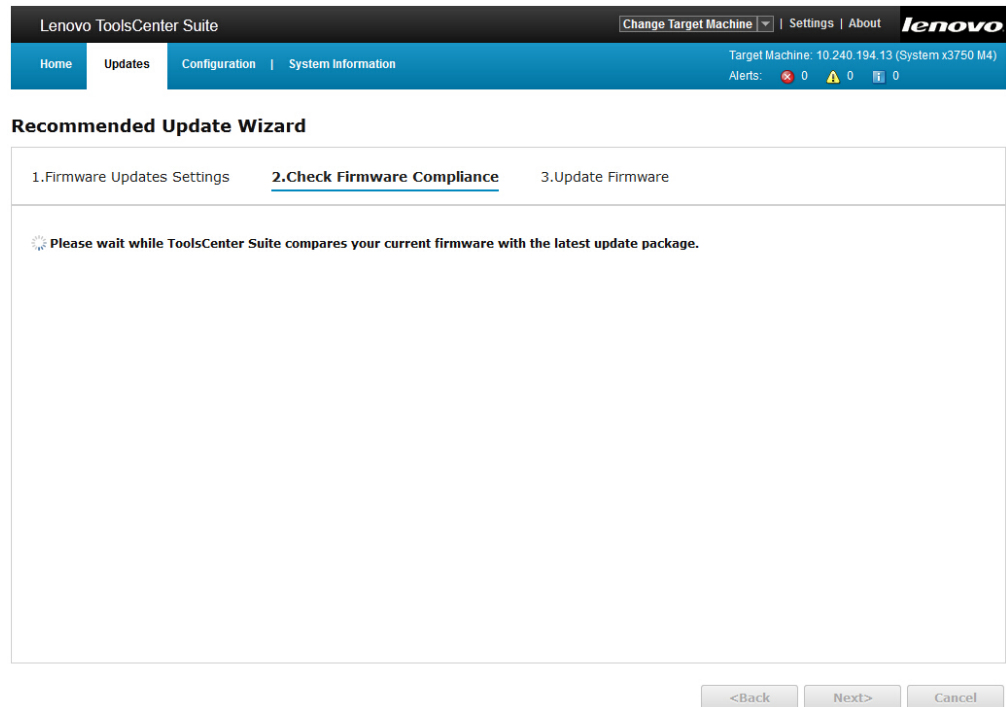 Lenovo ToolsCenter Suite
Change Target Machine | Settings | About
lenovo
Home Updates Configuration | System Information
Target Machine: 10.240.194.13 (System x3750 M4)
Alerts: 0 0 0
Recommended Update Wizard
1.Firmware Updates Settings 2.Check Firmware Compliance 3.Update Firmware
Please wait while ToolsCenter Suite compares your current firmware with the latest update package.
<Back Next> Cancel